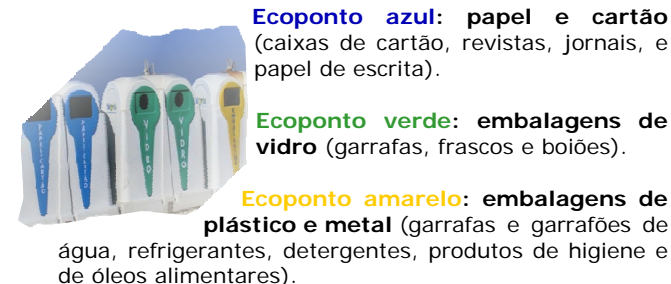 Ecoponto azul: papel e cartão
(caixas de cartão, revistas, jornais, e
papel de escrita).
Ecoponto verde: embalagens de
vidro (garrafas, frascos e boiões).
Ecoponto amarelo: embalagens de
plástico e metal (garrafas e garrafões de
água, refrigerantes, detergentes, produtos de higiene e
de óleos alimentares).
VIDRO
VIDRO